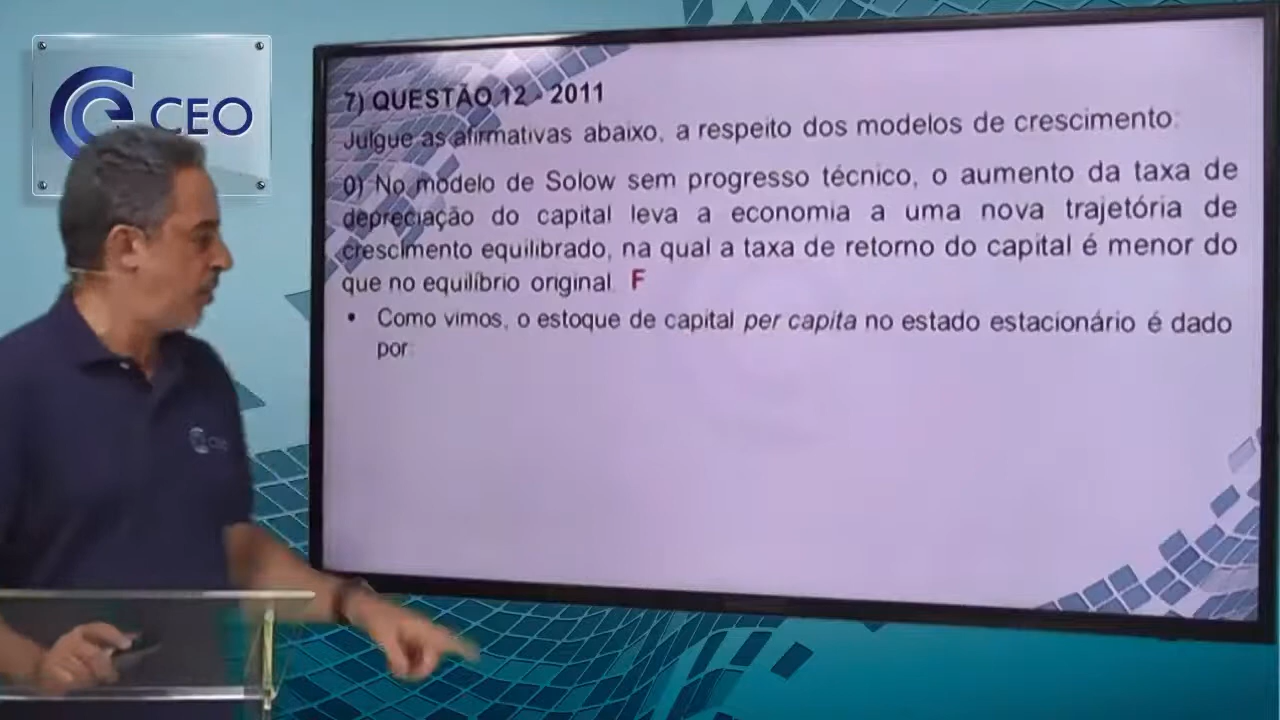 CEO
7) QUESTÃO 12 - 2011
Julgue as afirmativas abaixo, a respeito dos modelos de crescimento:
0) No modelo de Solow sem progresso técnico, o aumento da taxa de
depreciação do capital leva a economia a uma nova trajetória de
crescimento equilibrado, na qual a taxa de retorno do capital é menor do
que no equilíbrio original. F
• Como vimos, o estoque de capital per capita no estado estacionário é dado
por:
CEO